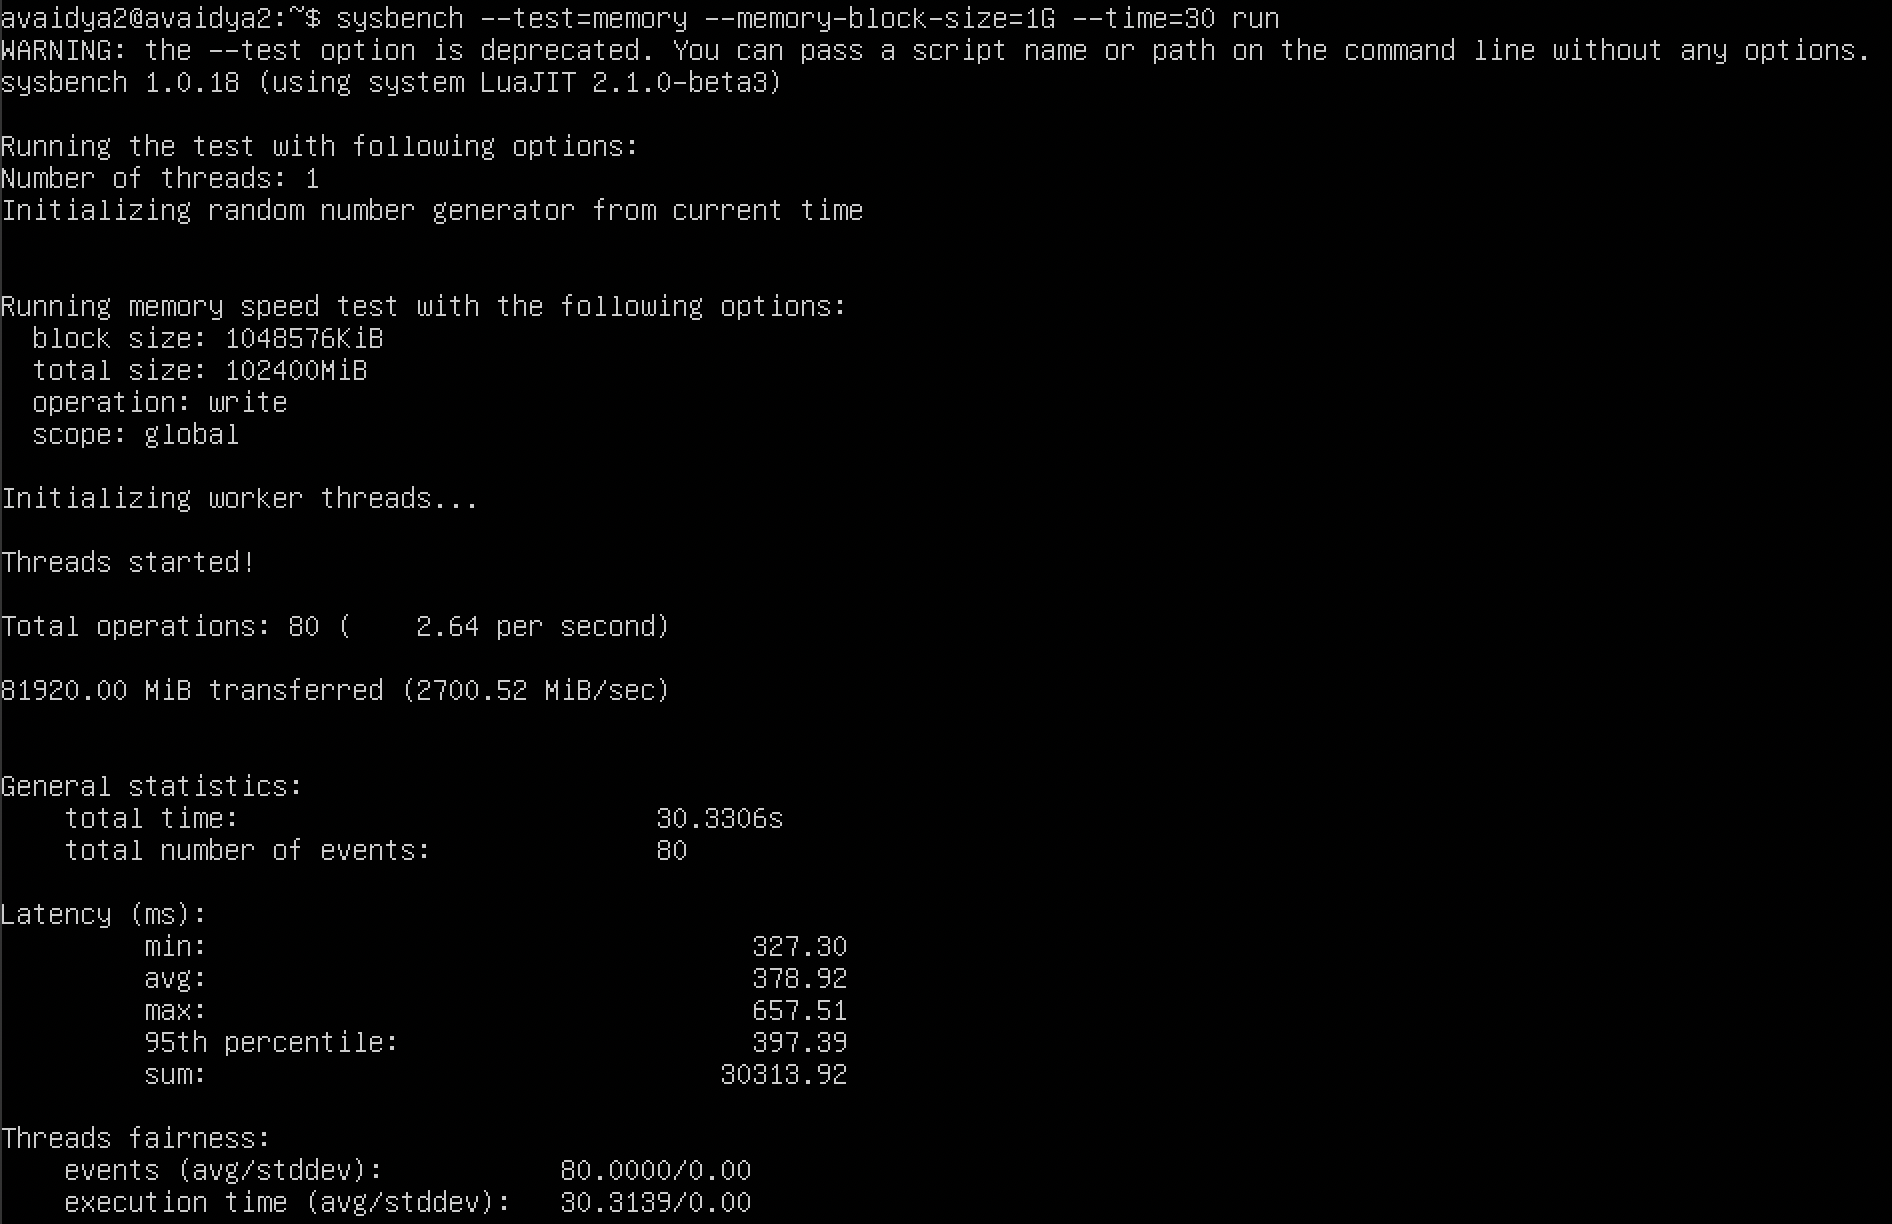 avaidya2@avaidya2:~$ sysbench --test=memory --memory-block-size=1G --time=30 run
WARNING: the --test option is deprecated. You can pass a script name or path on the command line without any options.
sysbench 1.0.18 (using system LuaJIT 2.1.0-beta3)
Running the test with following options:
Number of threads: 1
Initializing random number generator from current time
Running memory speed test with the following options:
block size: 1048576KiB
total size: 102400MiB
operation: write
scope: global
Initializing worker threads...
Threads started!
Total operations: 80 (    2.64 per second)
81920.00 MiB transferred (2700.52 MiB/sec)
General statistics:
total time: 30.3306s
total number of events: 80
Latency (ms):
min: 327.30
avg: 378.92
max: 657.51
95th percentile: 397.39
sum: 30313.92
Threads fairness:
events (avg/stddev): 80.0000/0.00
execution time (avg/stddev): 30.3139/0.00